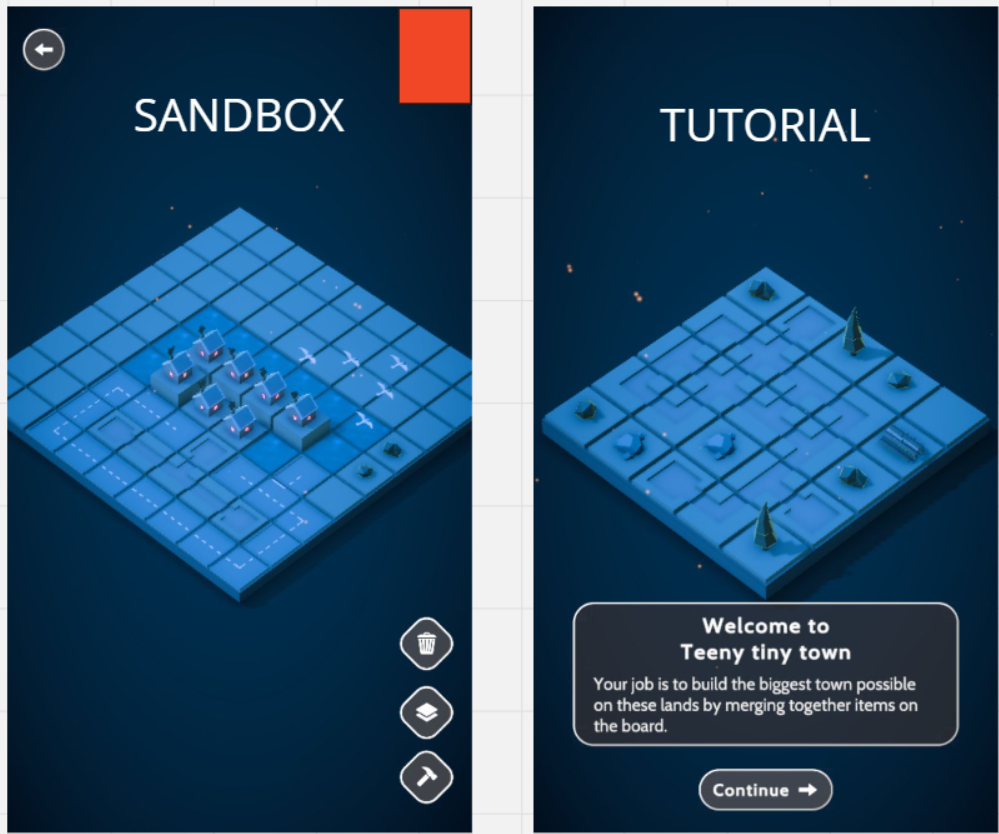 SANDBOX
TUTORIAL
Welcome to
Teeny tiny town
Your job is to build the biggest town possible
on these lands by merging together items on
the board.
Continue